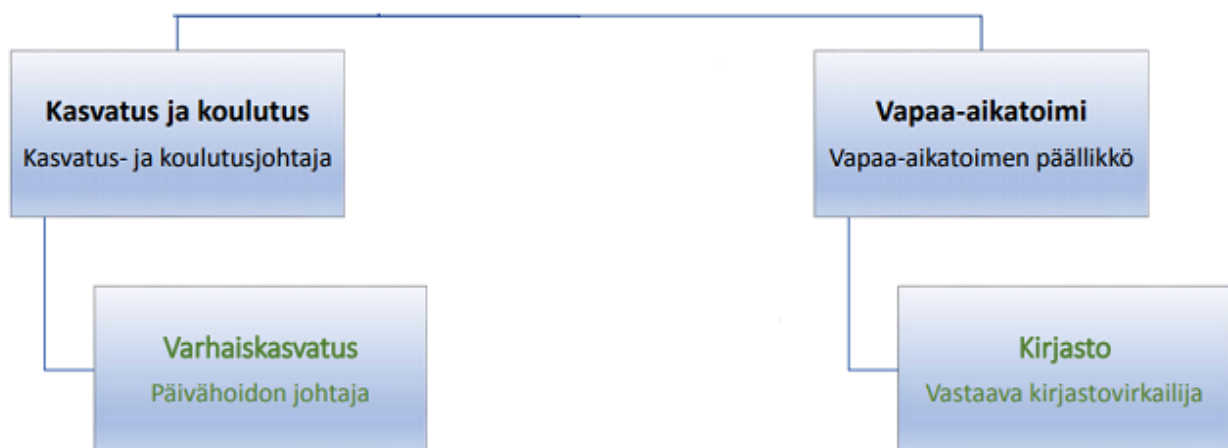 Kasvatus ja koulutus
Kasvatus- ja koulutusjohtaja
Vapaa-aikatoimi
Vapaa-aikatoimen päällikkö
Varhaiskasvatus
Päivähoidon johtaja
Kirjasto
Vastaava kirjastovirkailija